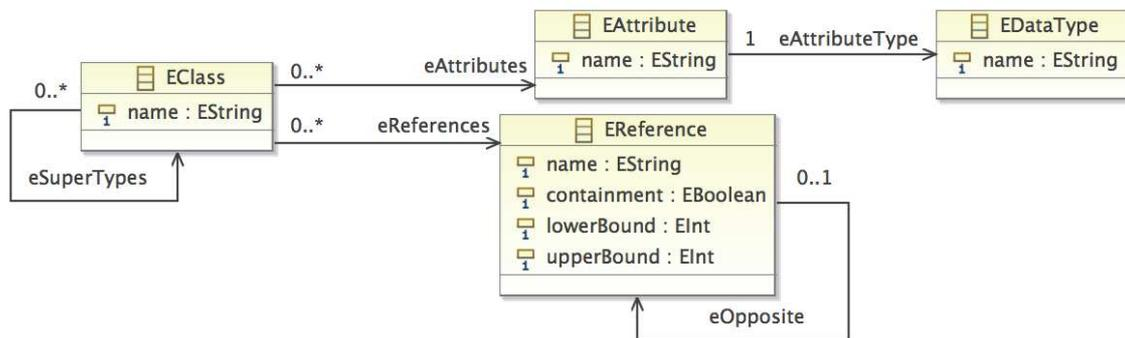 EAttribute
name : EString
1
eAttributeType
EDataType
name : EString
0..*
EClass
name : EString
0..*
eAttributes
0..*
eReferences
eSuperTypes
EReference
name : EString
containment : EBoolean
lowerBound : EInt
upperBound : EInt
0..1
eOpposite